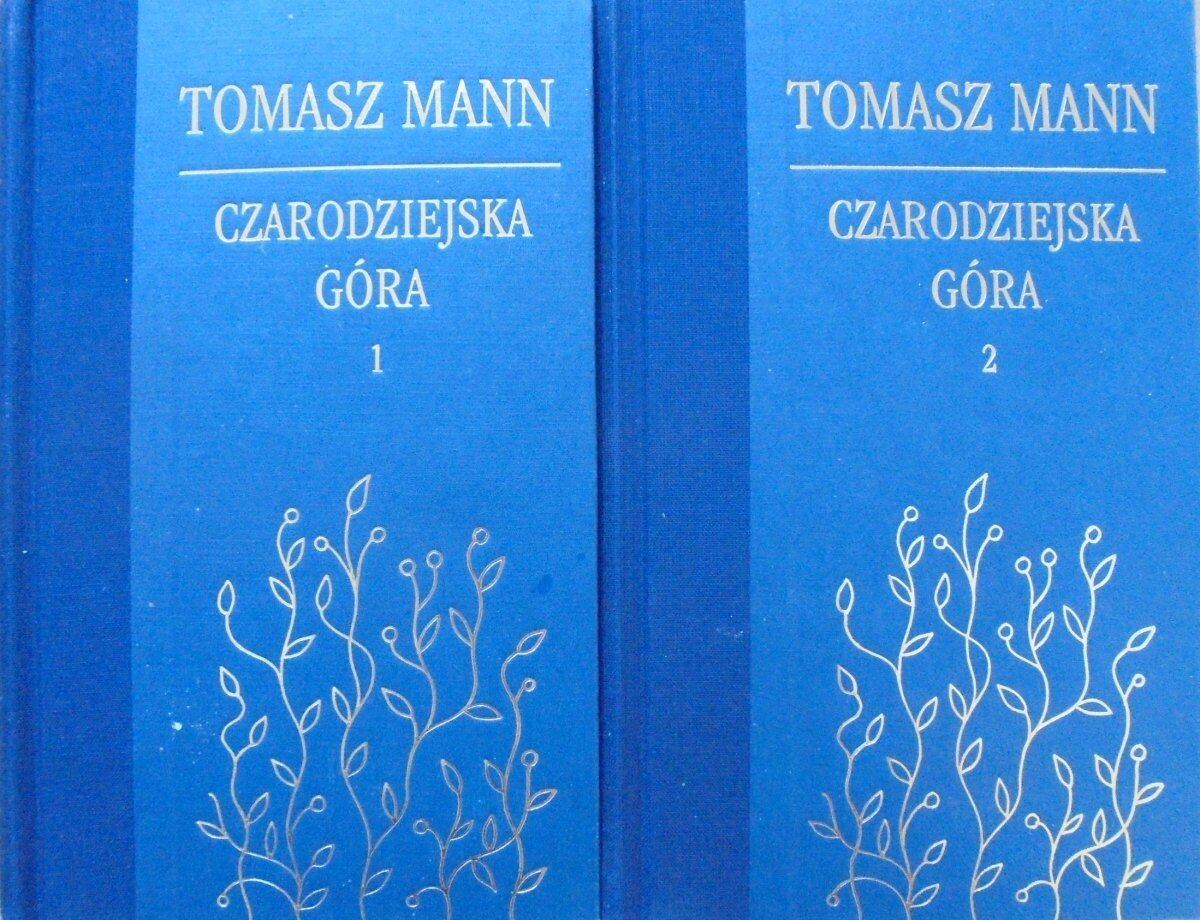 TOMASZ MANN
CZARODZIEJSKA
GÓRA
1
TOMASZ MANN
CZARODZIEJSKA
GÓRA
2